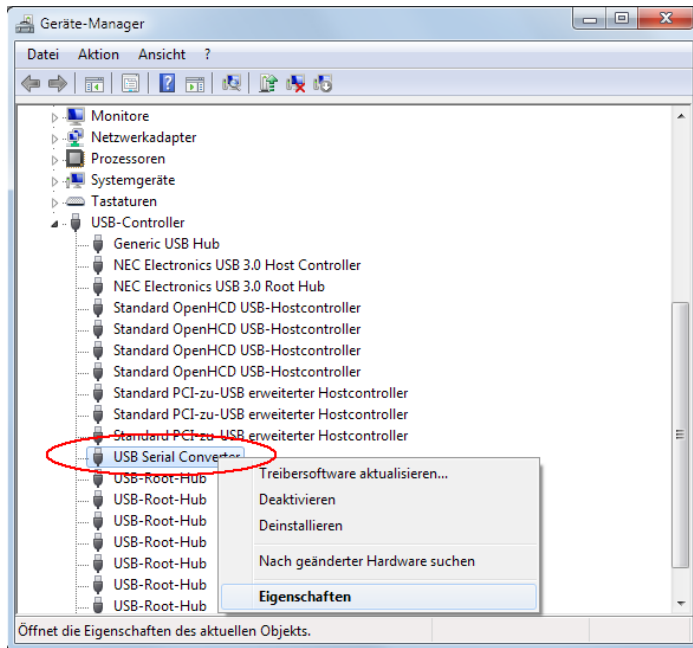 Geräte-Manager
Datei Aktion Ansicht ?
Monitore
Netzwerkadapter
Prozessoren
Systemgeräte
Tastaturen
USB-Controller
Generic USB Hub
NEC Electronics USB 3.0 Host Controller
NEC Electronics USB 3.0 Root Hub
Standard OpenHCD USB-Hostcontroller
Standard OpenHCD USB-Hostcontroller
Standard OpenHCD USB-Hostcontroller
Standard OpenHCD USB-Hostcontroller
Standard PCI-zu-USB erweiterter Hostcontroller
Standard PCI-zu-USB erweiterter Hostcontroller
Standard PCI-zu-USB erweiterter Hostcontroller
USB Serial Converter
USB-Root-Hub
USB-Root-Hub
USB-Root-Hub
USB-Root-Hub
USB-Root-Hub
USB-Root-Hub
USB-Root-Hub
Treibersoftware aktualisieren...
Deaktivieren
Deinstallieren
Nach geänderter Hardware suchen
Eigenschaften
Öffnet die Eigenschaften des aktuellen Objekts.